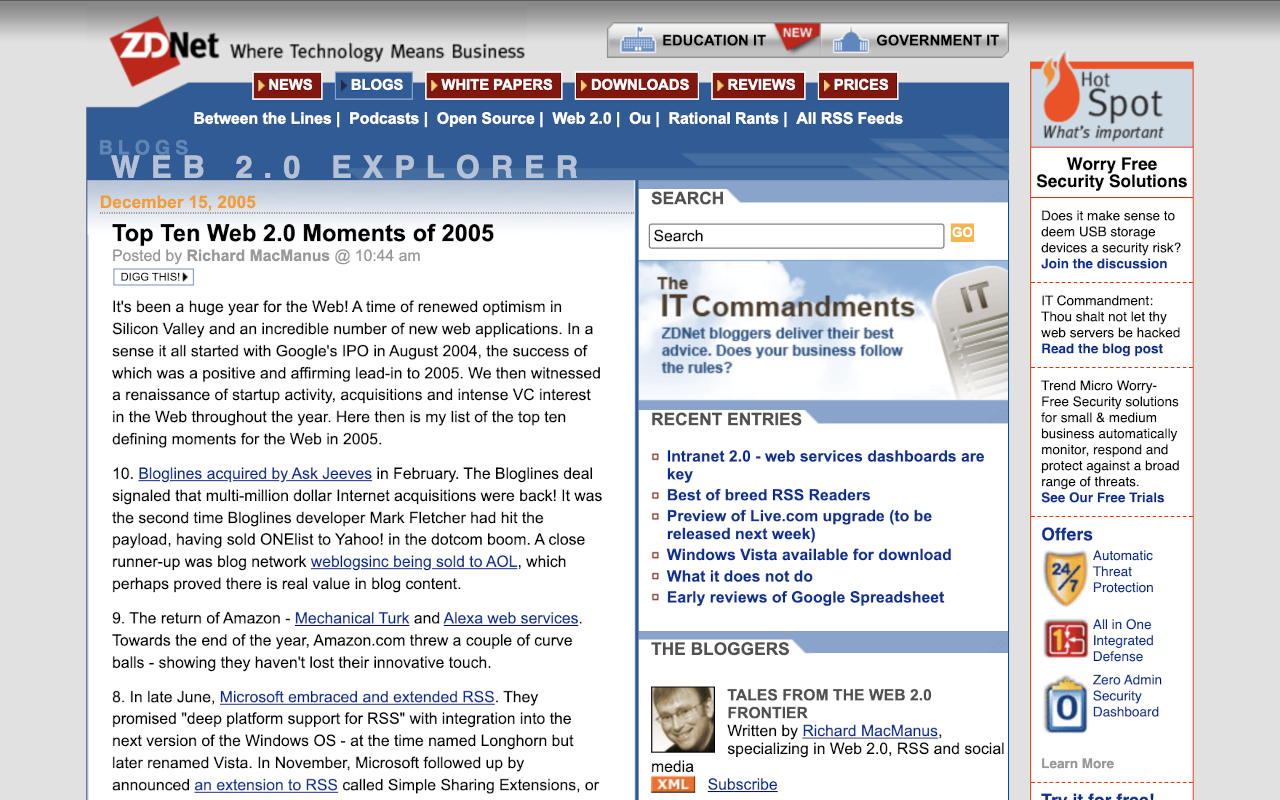 ZDNet Where Technology Means Business
EDUCATION IT
NEW
GOVERNMENT IT
NEWS
BLOGS
WHITE PAPERS
DOWNLOADS
REVIEWS
PRICES
Between the Lines | Podcasts | Open Source | Web 2.0 | Ou | Rational Rants | All RSS Feeds
BLOGS
WEB 2.0 EXPLORER
December 15, 2005
Top Ten Web 2.0 Moments of 2005
Posted by Richard MacManus @ 10:44 am
DIGG THIS!
It's been a huge year for the Web! A time of renewed optimism in
Silicon Valley and an incredible number of new web applications. In a
sense it all started with Google's IPO in August 2004, the success of
which was a positive and affirming lead-in to 2005. We then witnessed
a renaissance of startup activity, acquisitions and intense VC interest
in the Web throughout the year. Here then is my list of the top ten
defining moments for the Web in 2005.
10. Bloglines acquired by Ask Jeeves in February. The Bloglines deal
signaled that multi-million dollar Internet acquisitions were back! It was
the second time Bloglines developer Mark Fletcher had hit the
payload, having sold ONElist to Yahoo! in the dotcom boom. A close
runner-up was blog network weblogsinc being sold to AOL, which
perhaps proved there is real value in blog content.
9. The return of Amazon - Mechanical Turk and Alexa web services.
Towards the end of the year, Amazon.com threw a couple of curve
balls - showing they haven't lost their innovative touch.
8. In late June, Microsoft embraced and extended RSS. They
promised "deep platform support for RSS" with integration into the
next version of the Windows OS - at the time named Longhorn but
later renamed Vista. In November, Microsoft followed up by
announced an extension to RSS called Simple Sharing Extensions, or
SEARCH
Search
GO
The
IT Commandments
ZDNet bloggers deliver their best
advice. Does your business follow
the rules?
IT
RECENT ENTRIES
Intranet 2.0 - web services dashboards are
key
Best of breed RSS Readers
Preview of Live.com upgrade (to be
released next week)
Windows Vista available for download
What it does not do
Early reviews of Google Spreadsheet
THE BLOGGERS
TALES FROM THE WEB 2.0
FRONTIER
Written by Richard MacManus,
specializing in Web 2.0, RSS and social
media
XML Subscribe
Hot
Spot
What's important
Worry Free
Security Solutions
Does it make sense to
deem USB storage
devices a security risk?
Join the discussion
IT Commandment:
Thou shalt not let thy
web servers be hacked
Read the blog post
Trend Micro Worry-
Free Security solutions
for small & medium
business automatically
monitor, respond and
protect against a broad
range of threats.
See Our Free Trials
Offers
24/7
Automatic
Threat
Protection
All in One
Integrated
Defense
0
Zero Admin
Security
Dashboard
Learn More
Try it for free!